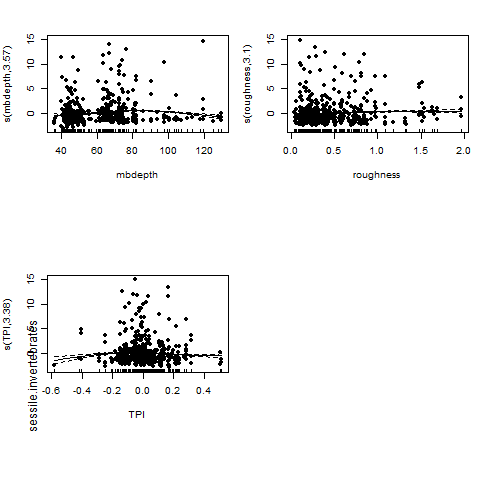 s(mbdepth,3.57)
0 5 10 15
40 60 80 100 120
mbdepth
s(roughness,3.1)
0 5 10 15
0.0 0.5 1.0 1.5 2.0
roughness
s(TPI,3.38)
sessile.invertebrates
0 5 10 15
-0.6 -0.4 -0.2 0.0 0.2 0.4
TPI